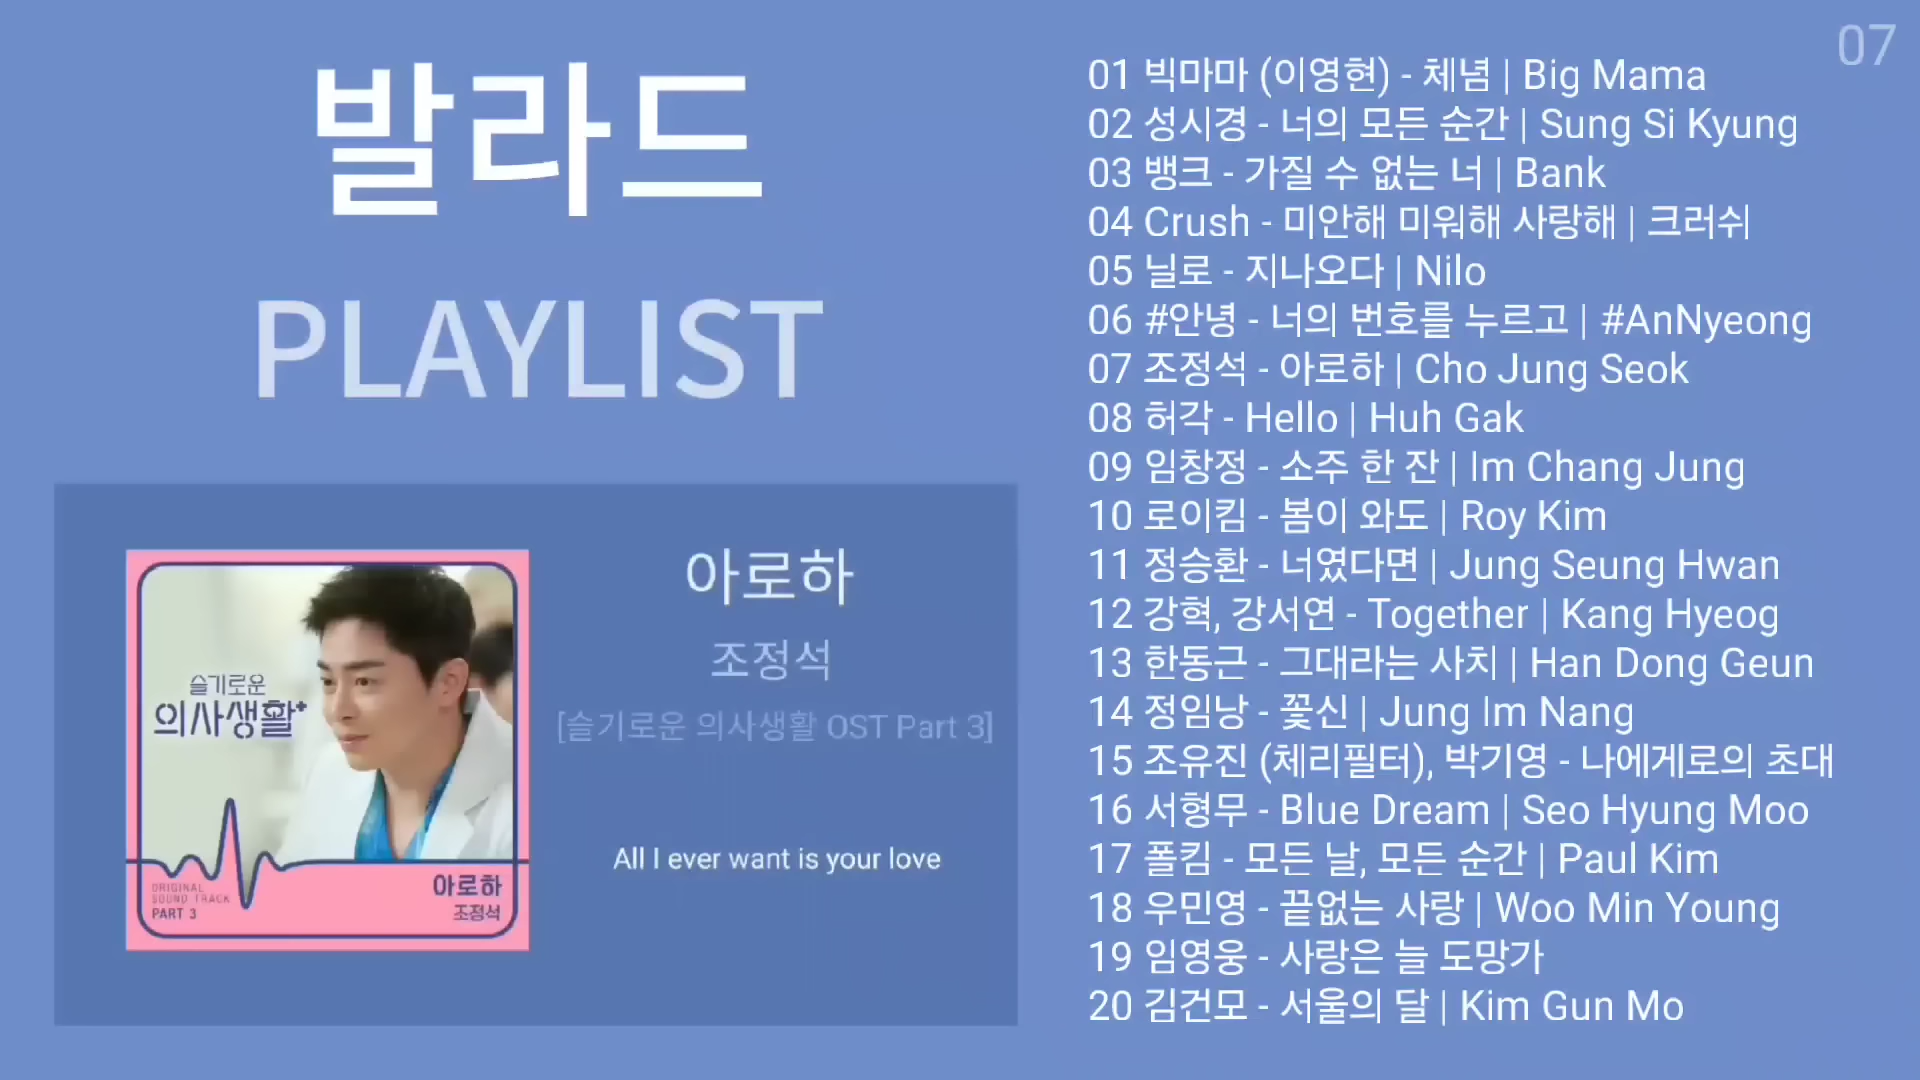 07
발라드
PLAYLIST
슬기로운
의사생활+
ORIGINAL
SOUND TRACK
PART 3
아로하
조정석
아로하
조정석
[슬기로운 의사생활 OST Part 3]
All I ever want is your love
01 빅마마 (이영현) - 체념 | Big Mama
02 성시경 - 너의 모든 순간 | Sung Si Kyung
03 뱅크 - 가질 수 없는 너 | Bank
04 Crush - 미안해 미워해 사랑해 | 크러쉬
05 닐로 - 지나오다 | Nilo
06 #안녕 - 너의 번호를 누르고 | #AnNyeong
07 조정석 - 아로하 | Cho Jung Seok
08 허각 - Hello | Huh Gak
09 임창정 - 소주 한 잔 | Im Chang Jung
10 로이킴 - 봄이 와도 | Roy Kim
11 정승환 - 너였다면 | Jung Seung Hwan
12 강혁, 강서연 - Together | Kang Hyeog
13 한동근 - 그대라는 사치 | Han Dong Geun
14 정임낭 - 꽃신 | Jung Im Nang
15 조유진 (체리필터), 박기영 - 나에게로의 초대
16 서형무 - Blue Dream | Seo Hyung Moo
17 폴킴 - 모든 날, 모든 순간 | Paul Kim
18 우민영 - 끝없는 사랑 | Woo Min Young
19 임영웅 - 사랑은 늘 도망가
20 김건모 - 서울의 달 | Kim Gun Mo